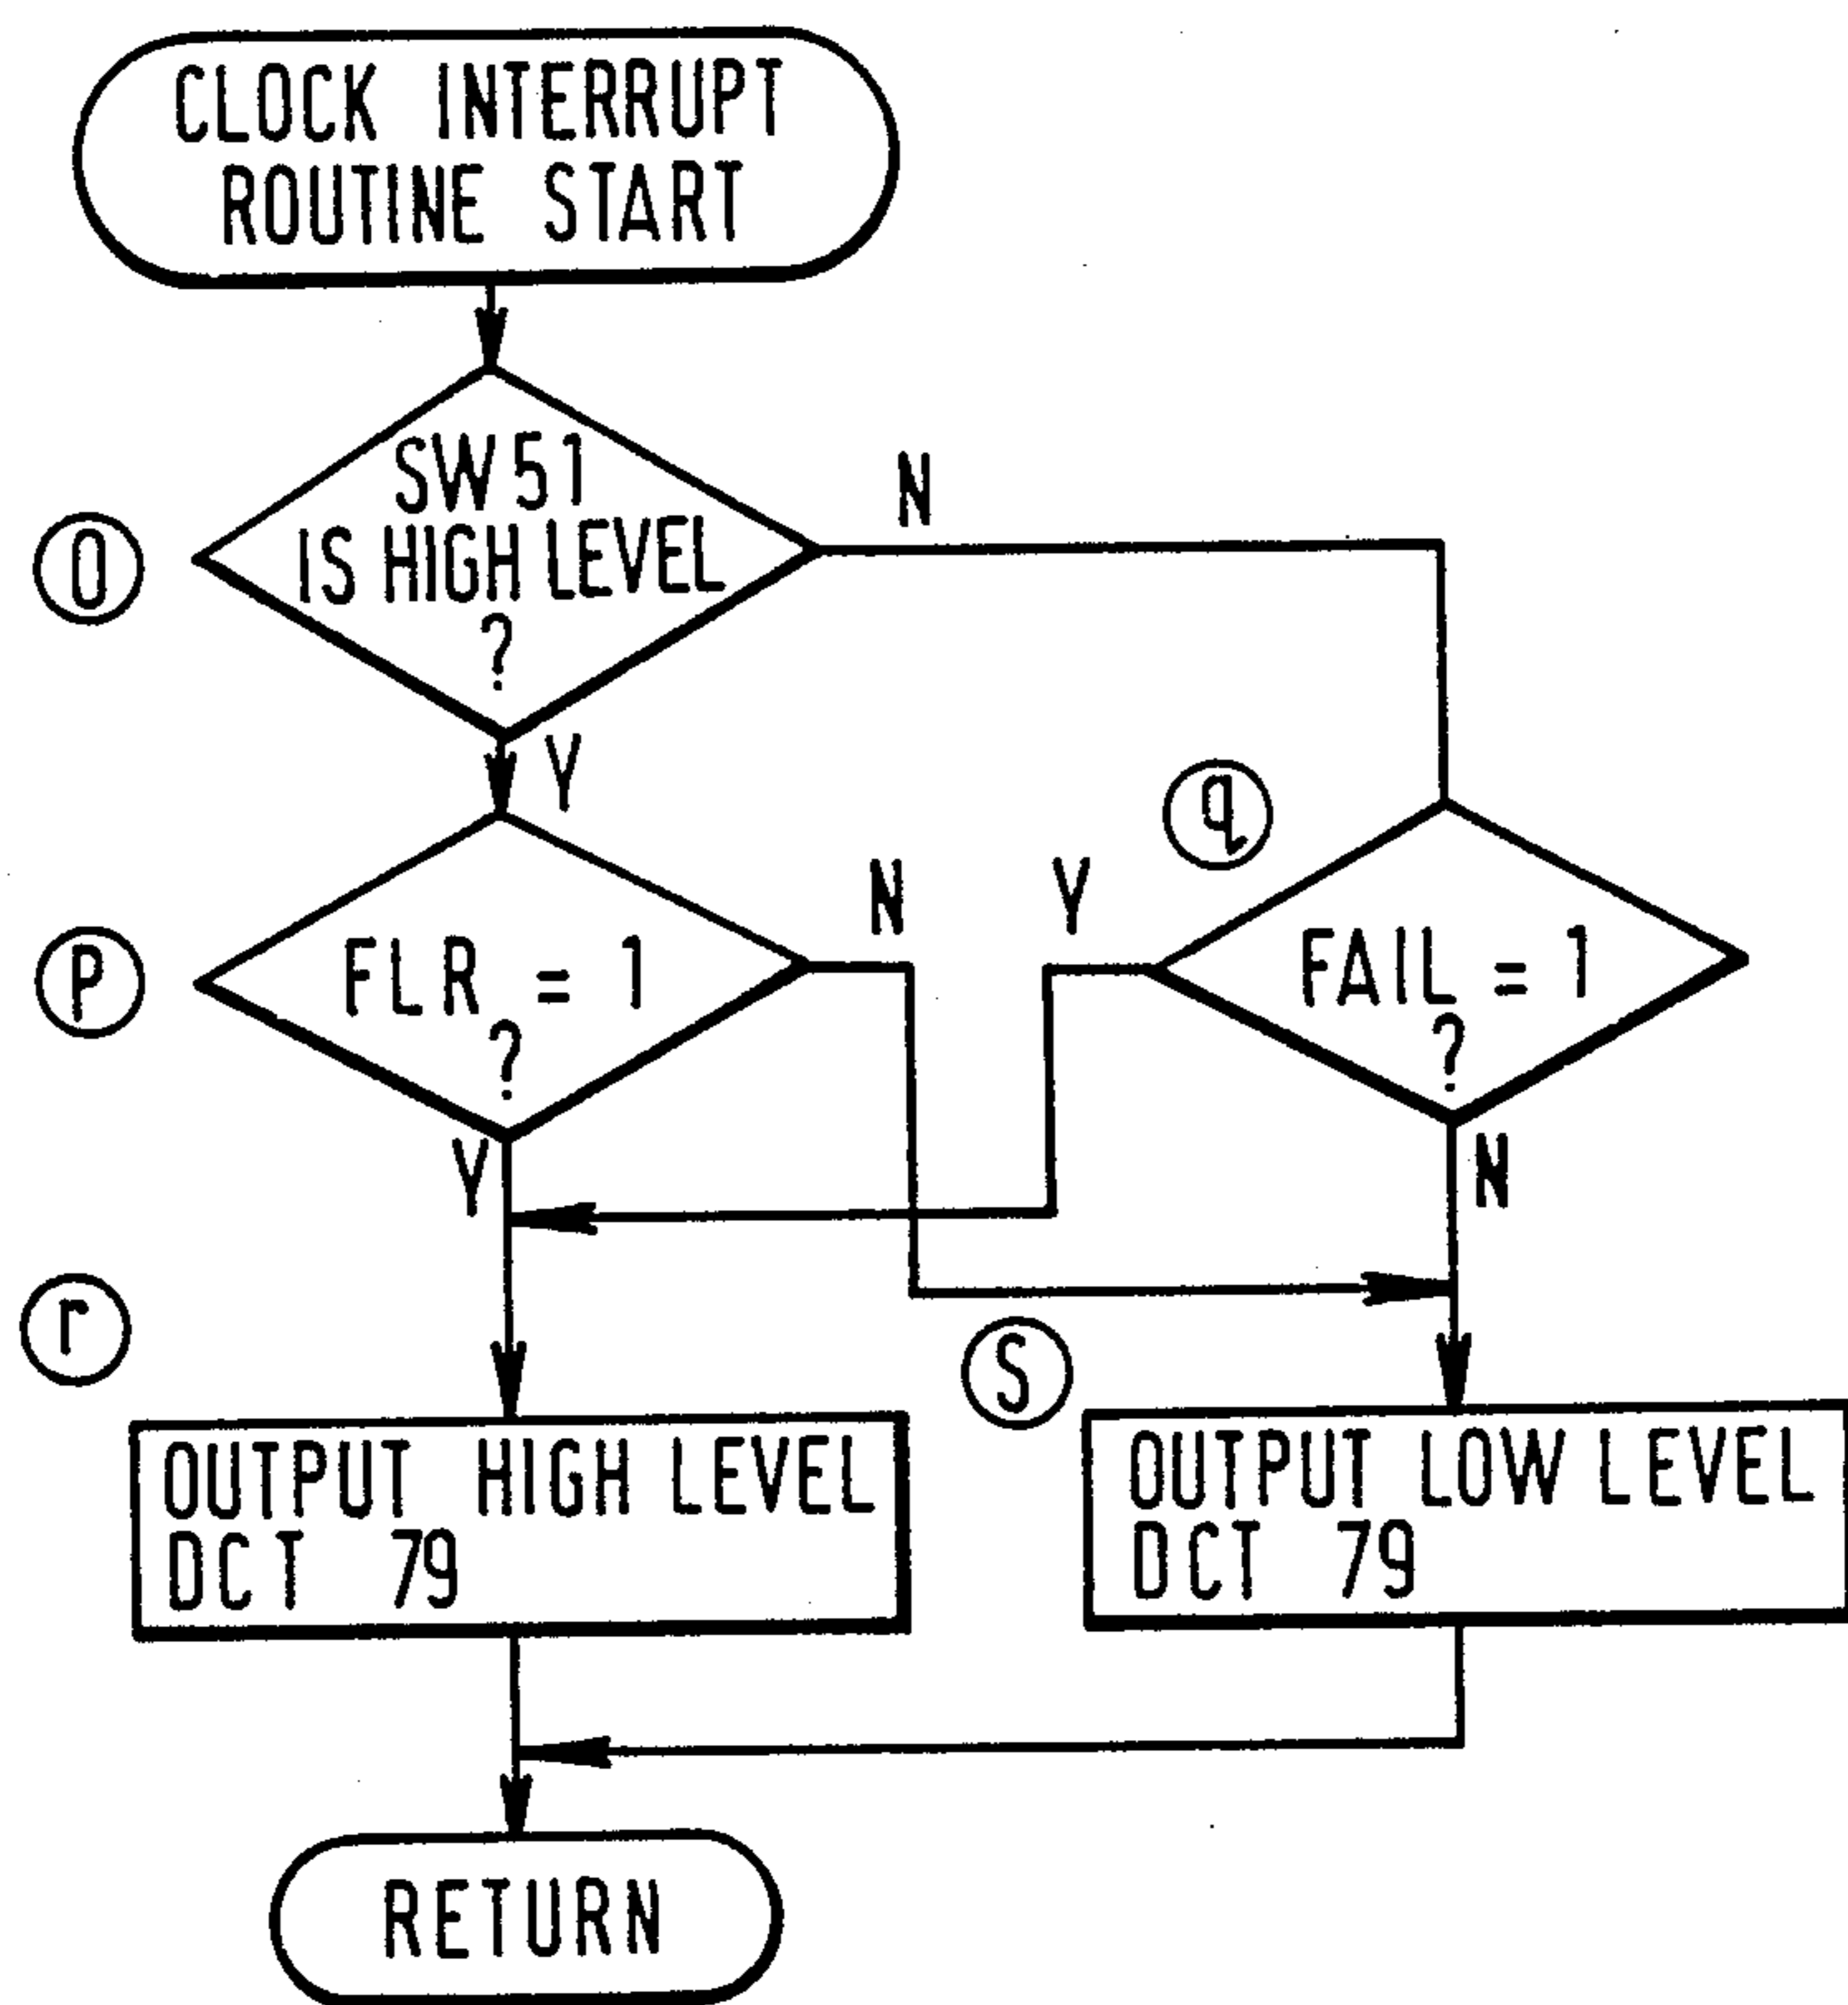 CLOCK INTERRUPT
ROUTINE START
SW51
IS HIGH LEVEL
?
N
O
Y
q
N
Y
P
FLR = 1
?
FAIL = 1
?
Y
N
r
S
OUTPUT HIGH LEVEL
DCT 79
OUTPUT LOW LEVEL
DCT 79
RETURN